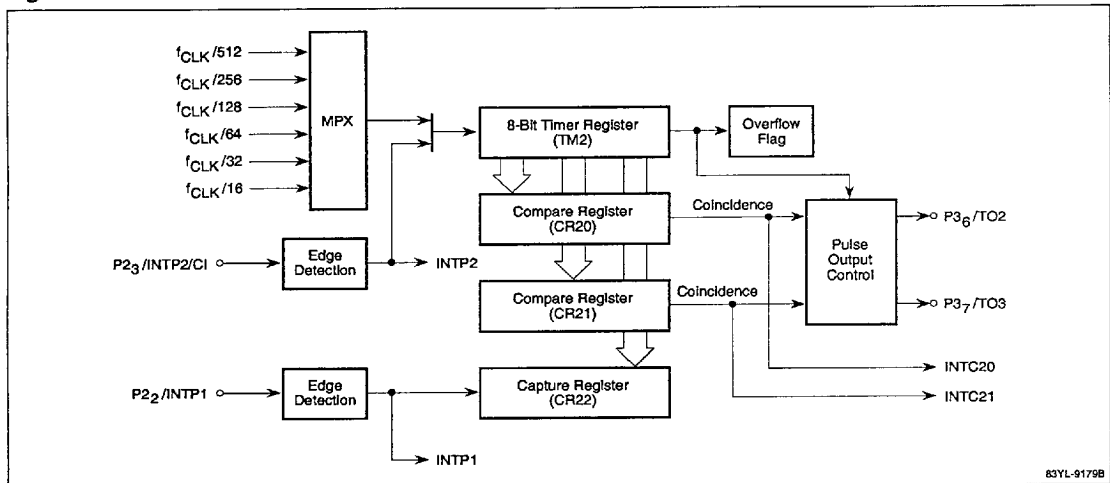 fCLK/512
fCLK/256
fCLK/128
fCLK/64
fCLK/32
fCLK/16
MPX
8-Bit Timer Register
(TM2)
Overflow
Flag
Compare Register
(CR20)
Coincidence
P36/TO2
Pulse
Output
Control
P23/INTP2/CI
Edge
Detection
INTP2
Compare Register
(CR21)
Coincidence
P37/TO3
INTC20
INTC21
P22/INTP1
Edge
Detection
Capture Register
(CR22)
INTP1
83YL-9179B